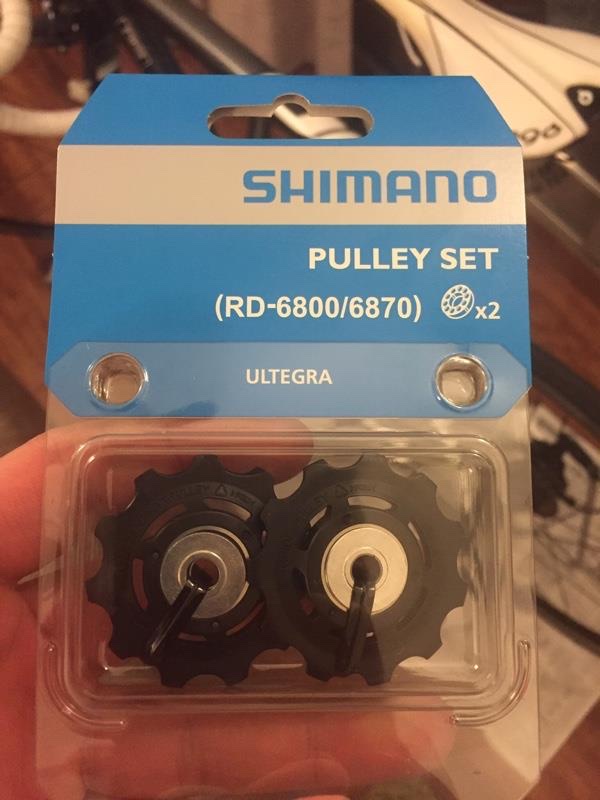 SHIMANO
PULLEY SET
(RD-6800/6870) x2
ULTEGRA